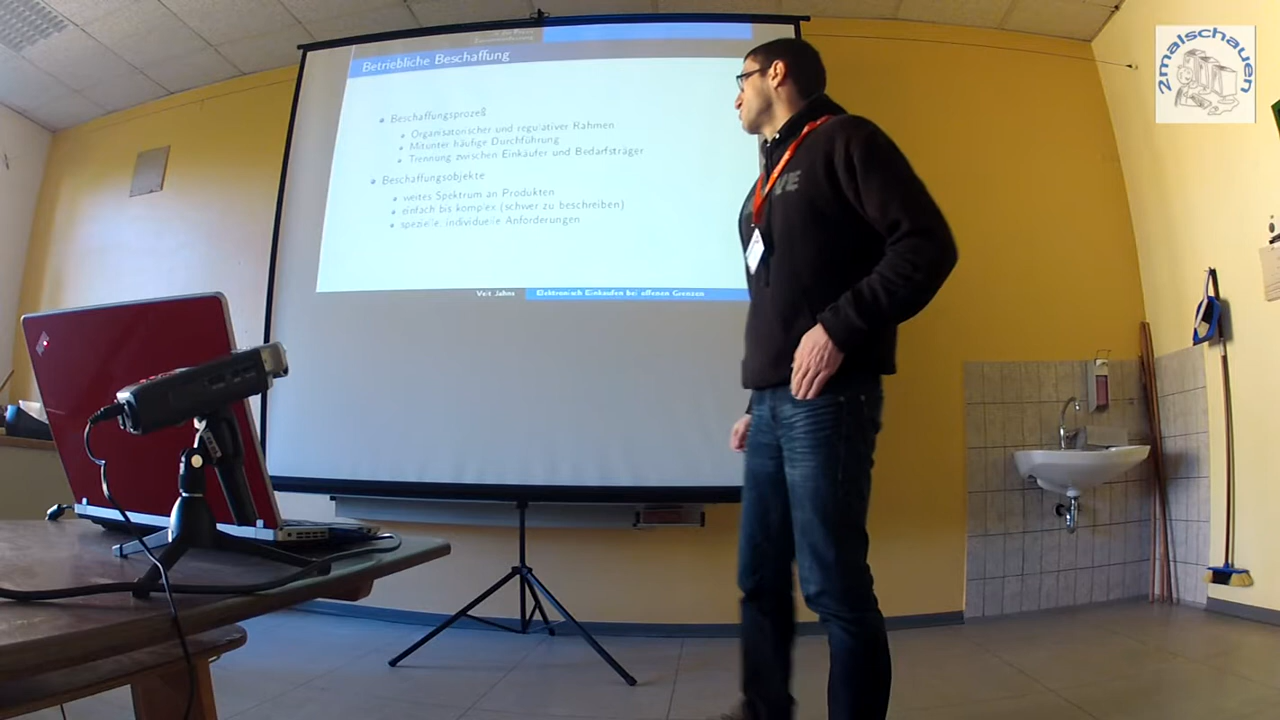 Betriebliche Beschaffung
Beschaffungsprozeß
Organisatorischer und regulativer Rahmen
Mitunter häufige Durchführung
Trennung zwischen Einkäufer und Bedarfsträger
Beschaffungsobjekte
weites Spektrum an Produkten
einfach bis komplex (schwer zu beschreiben)
spezielle, individuelle Anforderungen
Veit Jahns
Elektronisch Einkaufen bei offenen Grenzen
2malschauen